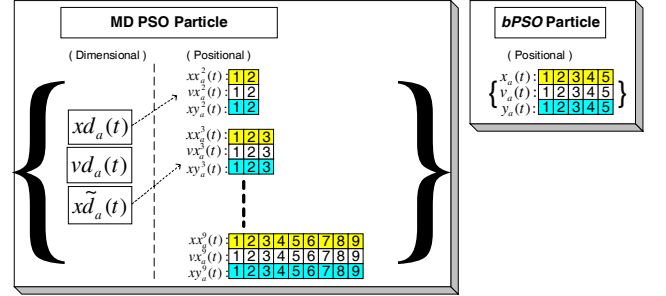 MD PSO Particle
( Dimensional )
( Positional )
xd_a(t)
vd_a(t)
x\tilde{d}_a(t)
xx_a^2(t): 1 2
vx_a^2(t): 1 2
xy_a^2(t): 1 2
xx_a^3(t): 1 2 3
vx_a^3(t): 1 2 3
xy_a^3(t): 1 2 3
xx_a^9(t): 1 2 3 4 5 6 7 8 9
vx_a^9(t): 1 2 3 4 5 6 7 8 9
xy_a^9(t): 1 2 3 4 5 6 7 8 9
bPSO Particle
( Positional )
x_a(t): 1 2 3 4 5
v_a(t): 1 2 3 4 5
y_a(t): 1 2 3 4 5